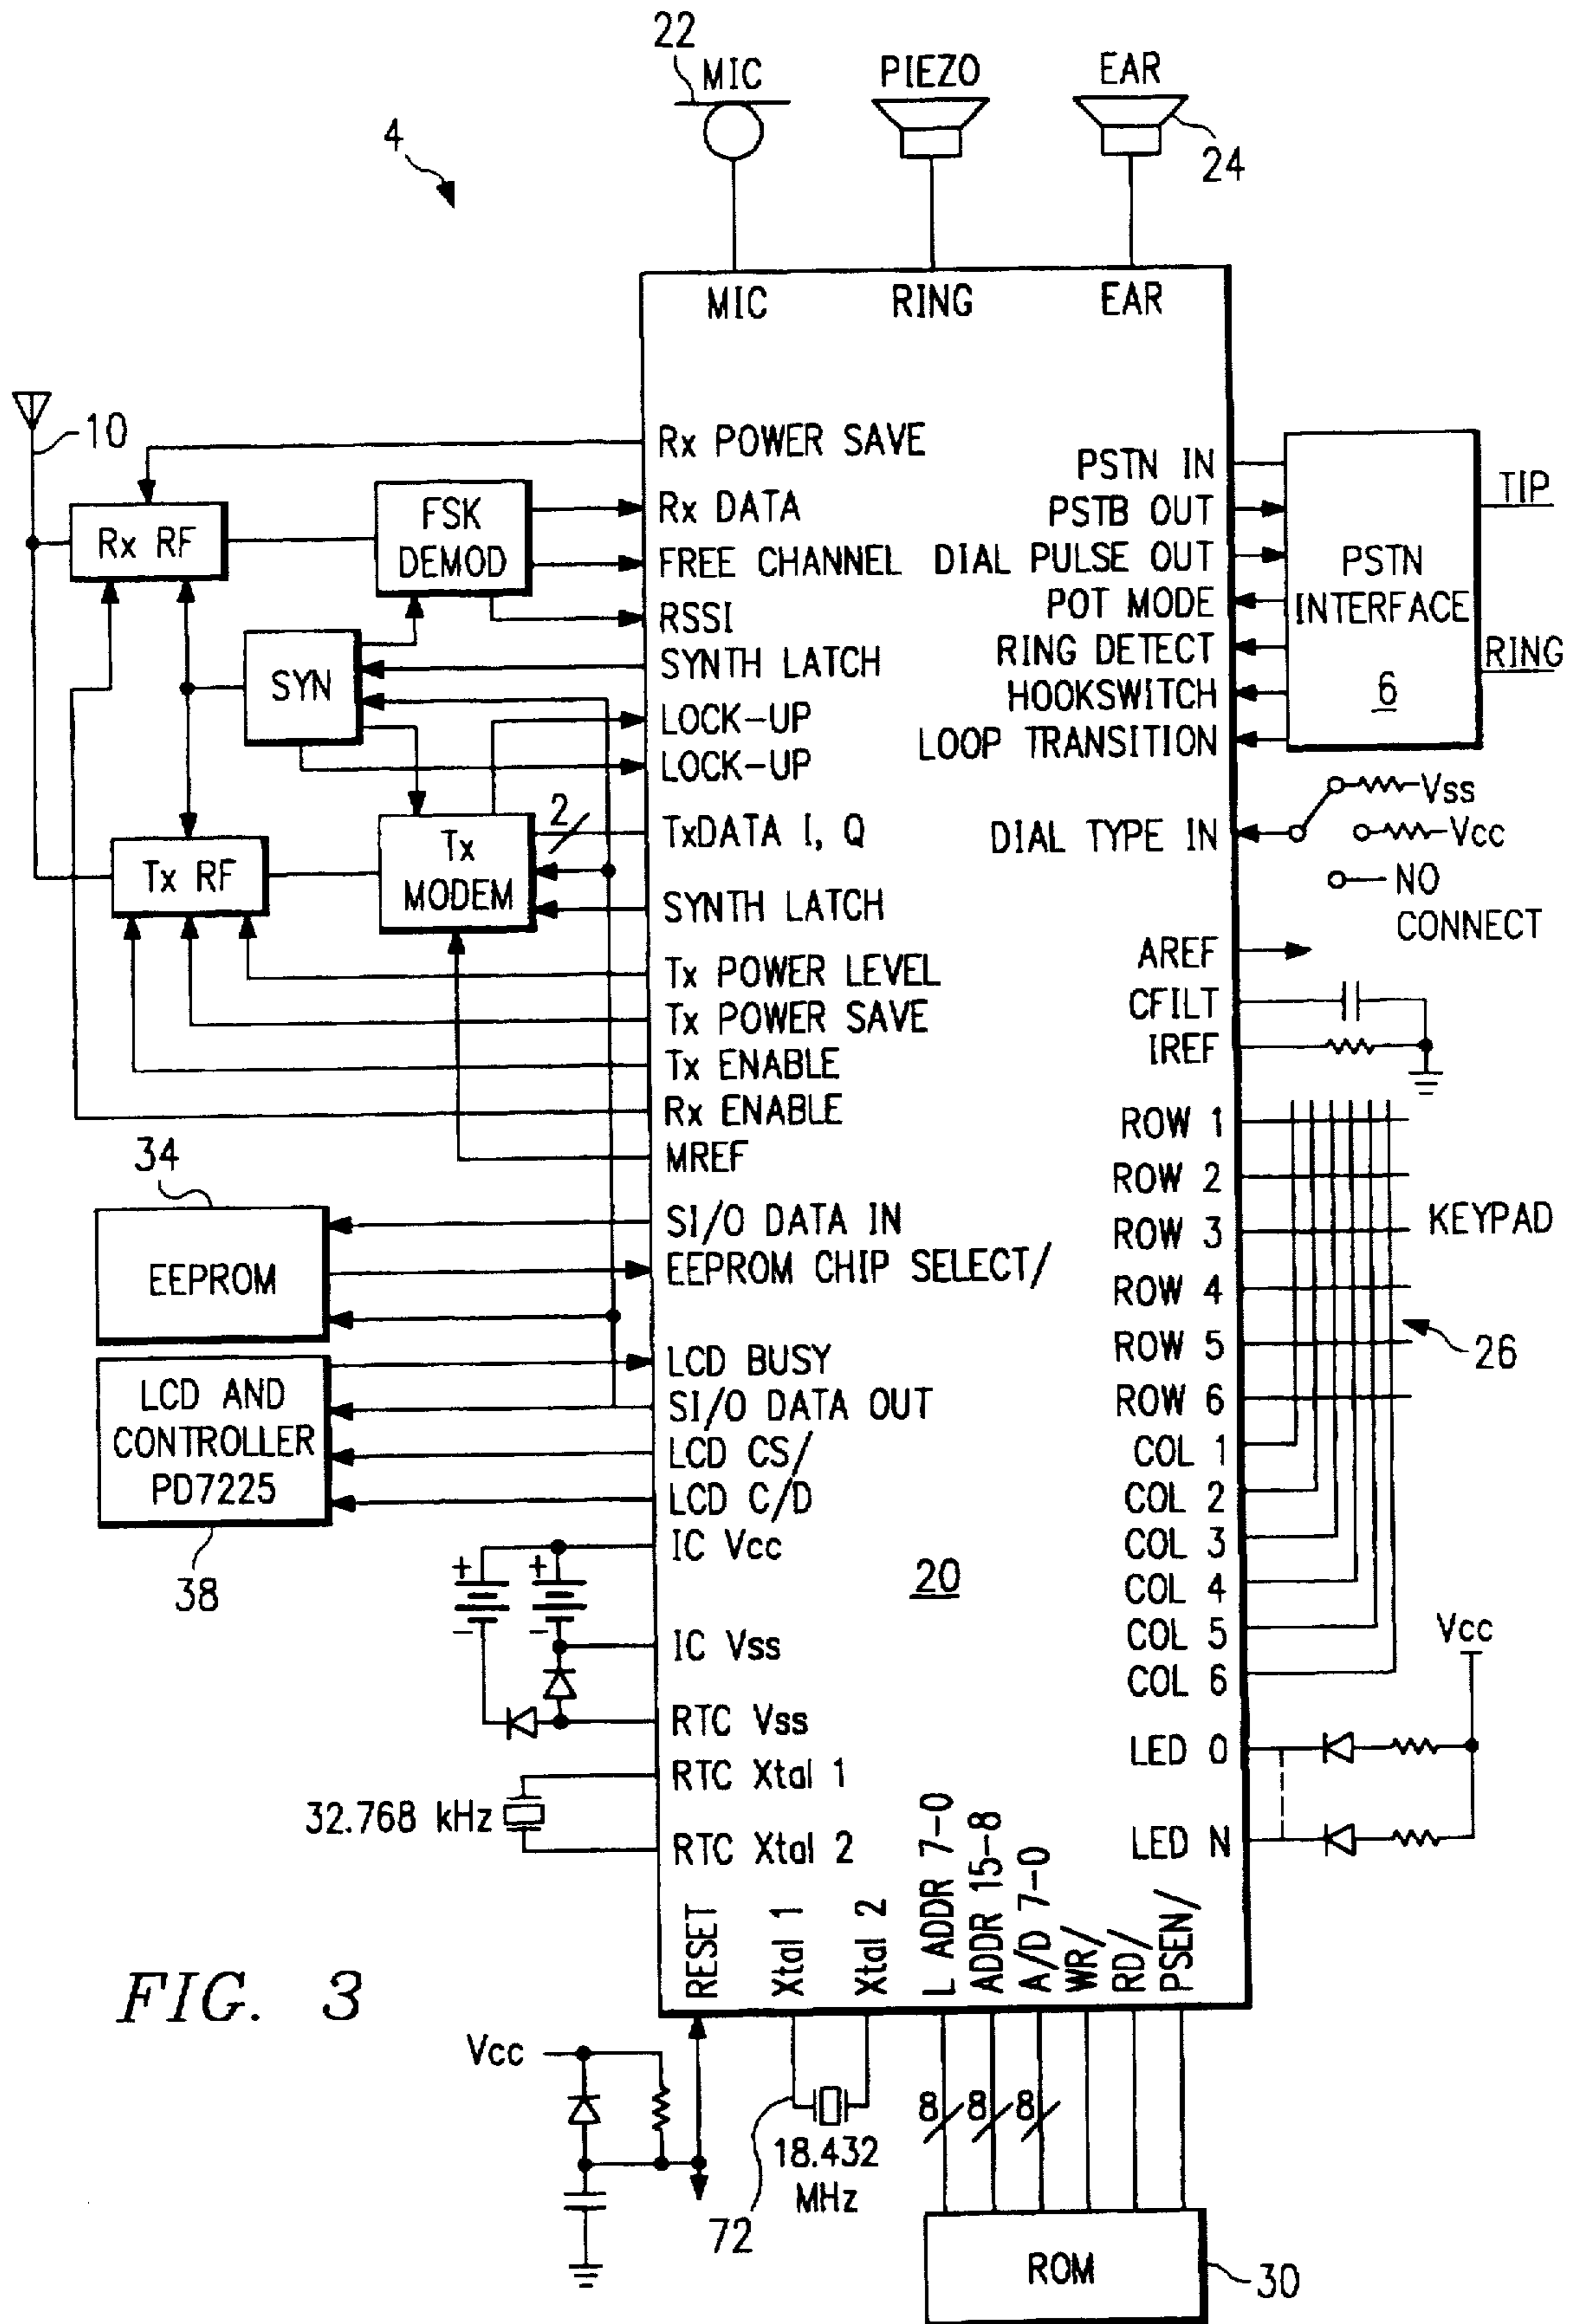 22
MIC
PIEZO
EAR
4
24
MIC
RING
EAR
10
Rx RF
FSK
DEMOD
SYN
Tx RF
Tx
MODEM
2
Rx POWER SAVE
Rx DATA
FREE CHANNEL
RSSI
SYNTH LATCH
LOCK-UP
LOCK-UP
TxDATA I, Q
SYNTH LATCH
Tx POWER LEVEL
Tx POWER SAVE
Tx ENABLE
Rx ENABLE
MREF
SI/O DATA IN
EEPROM CHIP SELECT/
LCD BUSY
SI/O DATA OUT
LCD CS/
LCD C/D
IC Vcc
IC Vss
RTC Vss
RTC Xtal 1
RTC Xtal 2
34
EEPROM
LCD AND
CONTROLLER
PD7225
38
+
+
-
-
32.768 kHz
20
PSTN IN
PSTB OUT
DIAL PULSE OUT
POT MODE
RING DETECT
HOOKSWITCH
LOOP TRANSITION
DIAL TYPE IN
AREF
CFILT
IREF
ROW 1
ROW 2
ROW 3
ROW 4
ROW 5
ROW 6
COL 1
COL 2
COL 3
COL 4
COL 5
COL 6
LED 0
LED N
PSTN
INTERFACE
6
TIP
RING
Vss
Vcc
NO
CONNECT
KEYPAD
26
Vcc
RESET
Xtal 1
Xtal 2
L ADDR 7-0
ADDR 15-8
A/D 7-0
WR/
RD/
PSEN/
FIG. 3
Vcc
72
18.432
MHz
8
8
8
ROM
30